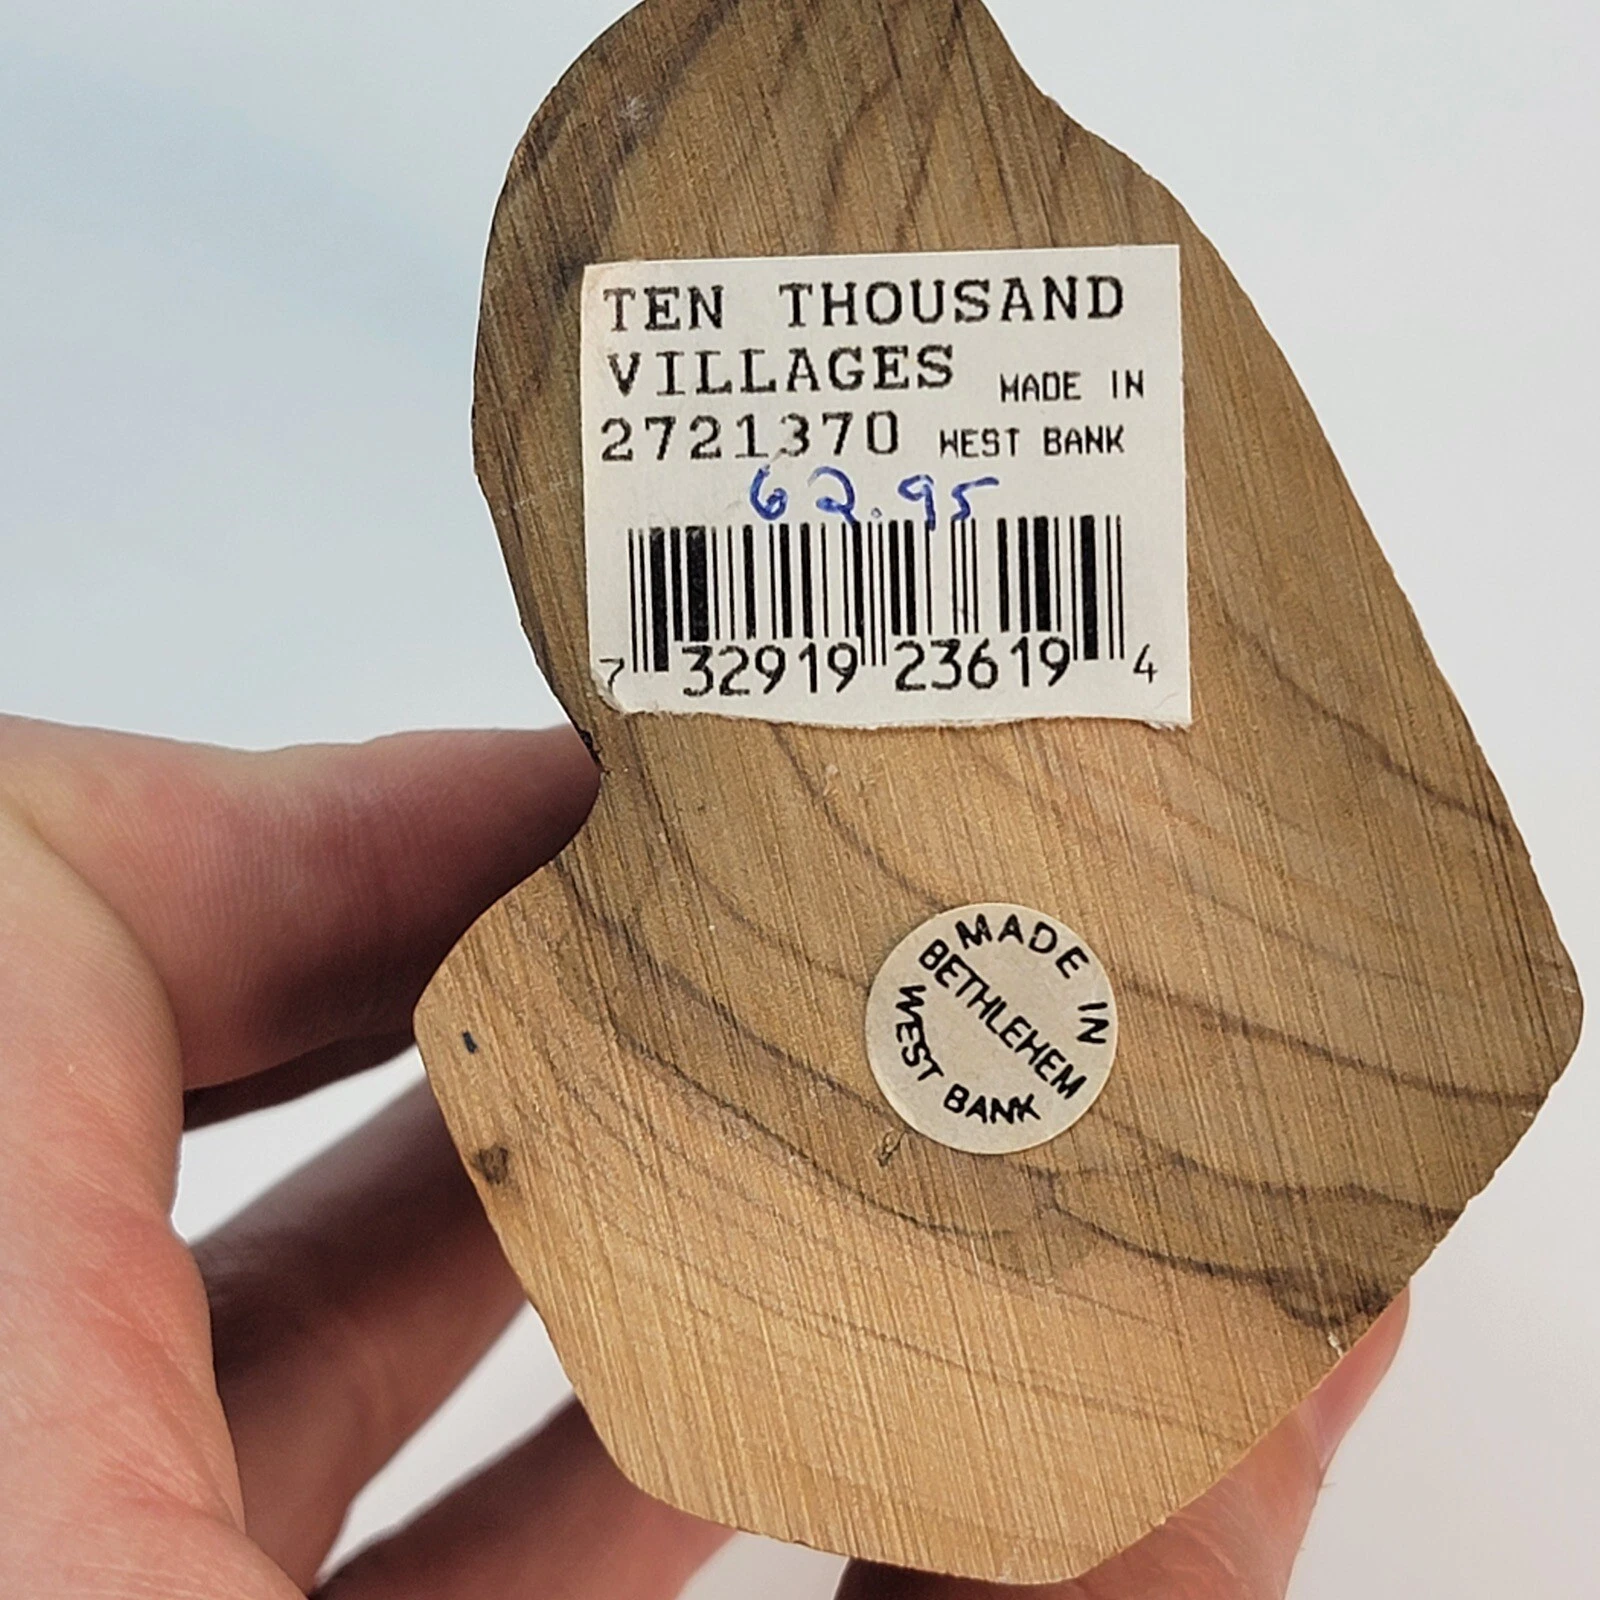 TEN THOUSAND
VILLAGES MADE IN
2721370 WEST BANK
62.95
7 32919 23619 4
MADE IN
BETHLEHEM
WEST BANK